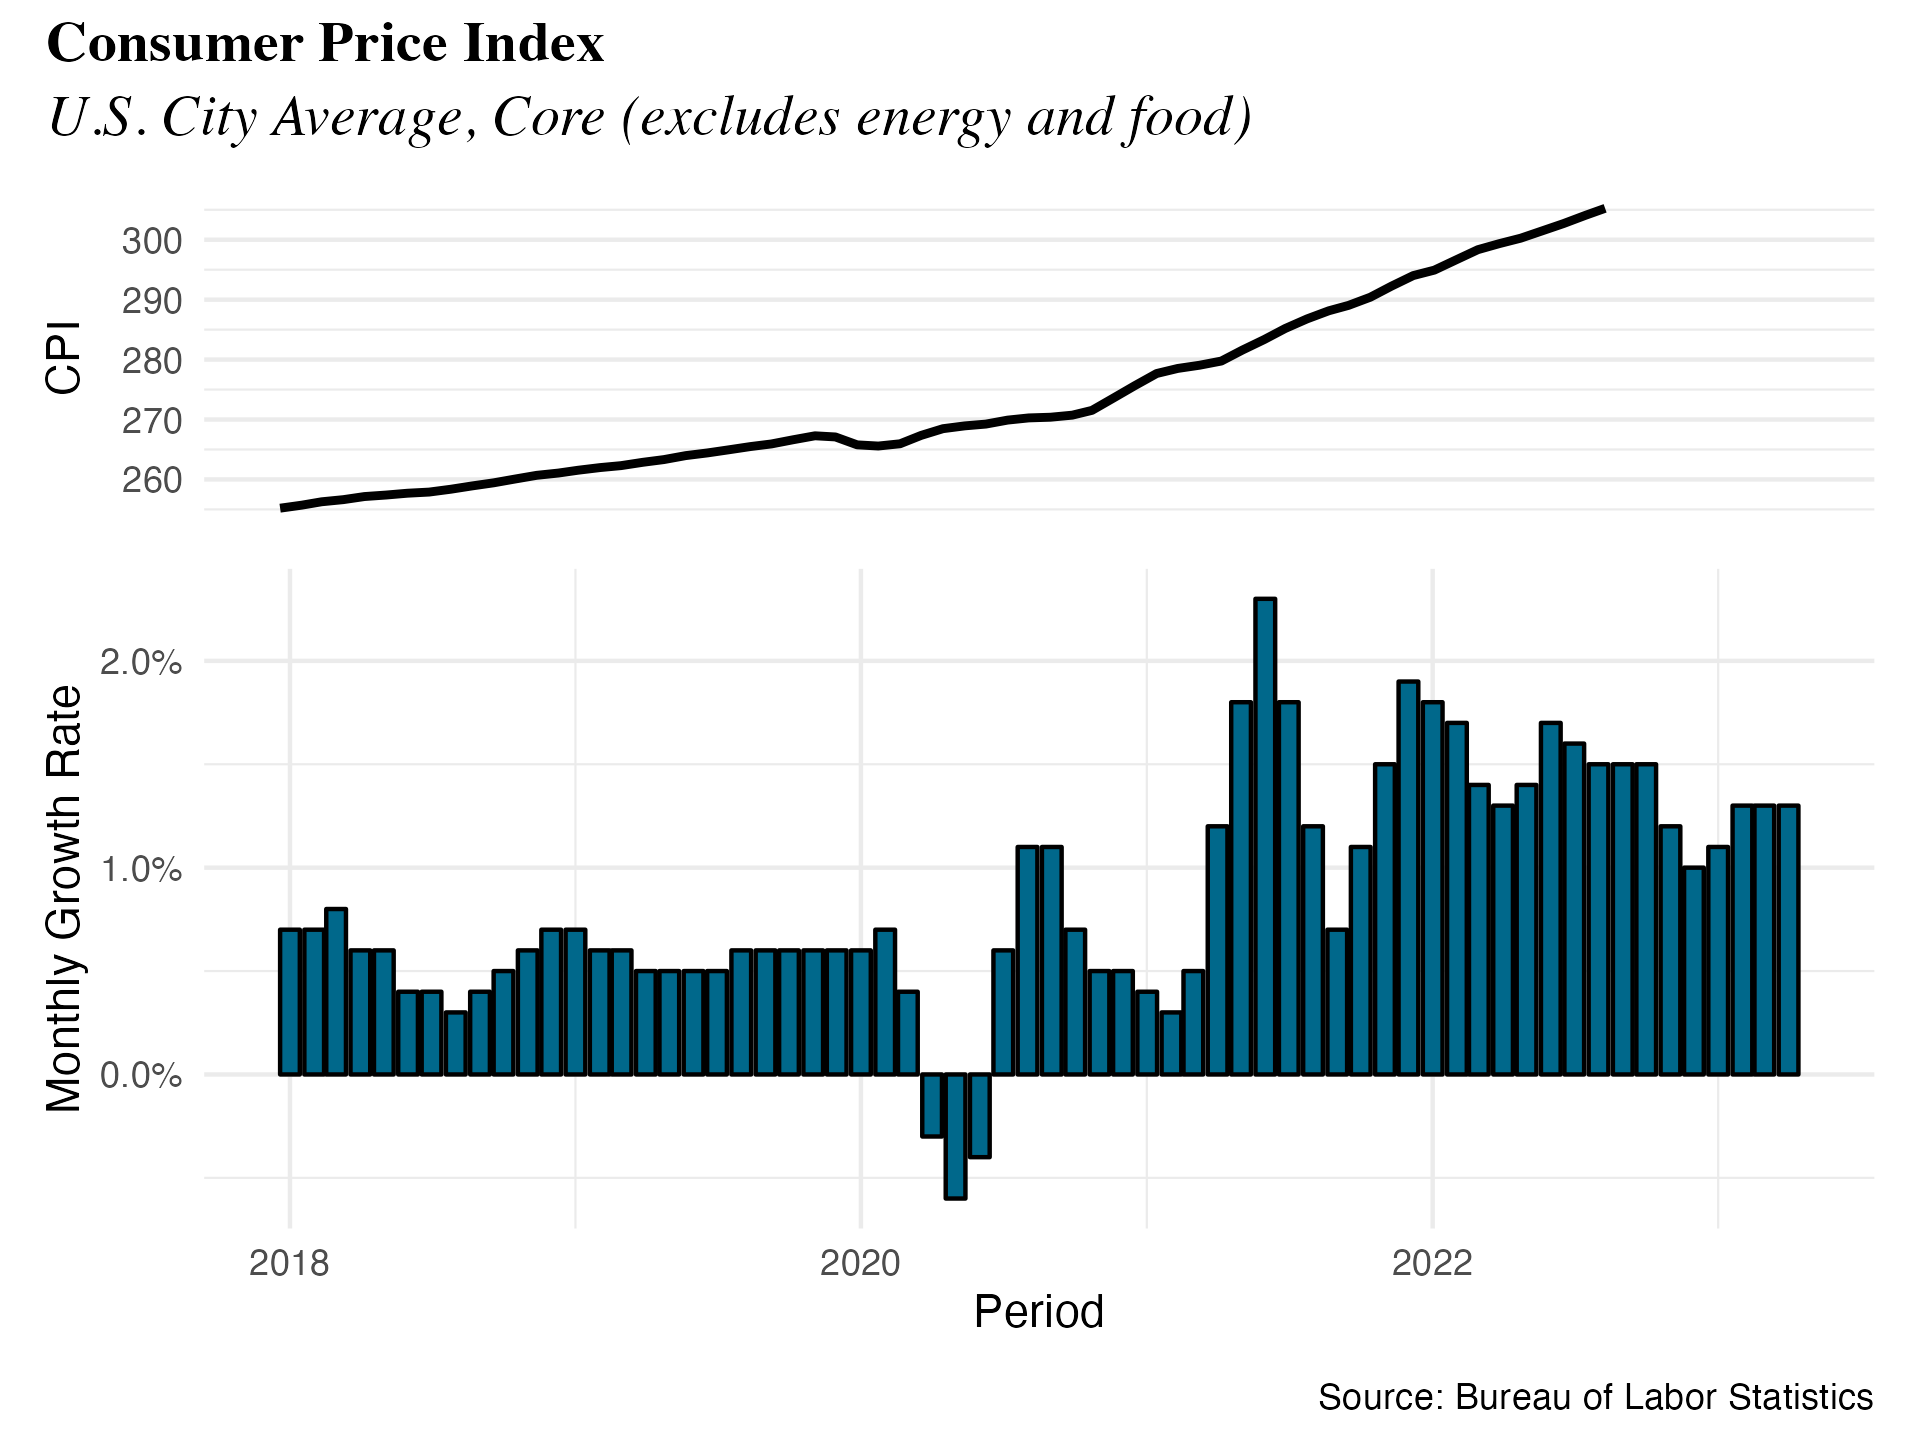 Consumer Price Index
U.S. City Average, Core (excludes energy and food)
CPI
300
290
280
270
260
Monthly Growth Rate
2.0%
1.0%
0.0%
2018
2020
2022
Period
Source: Bureau of Labor Statistics